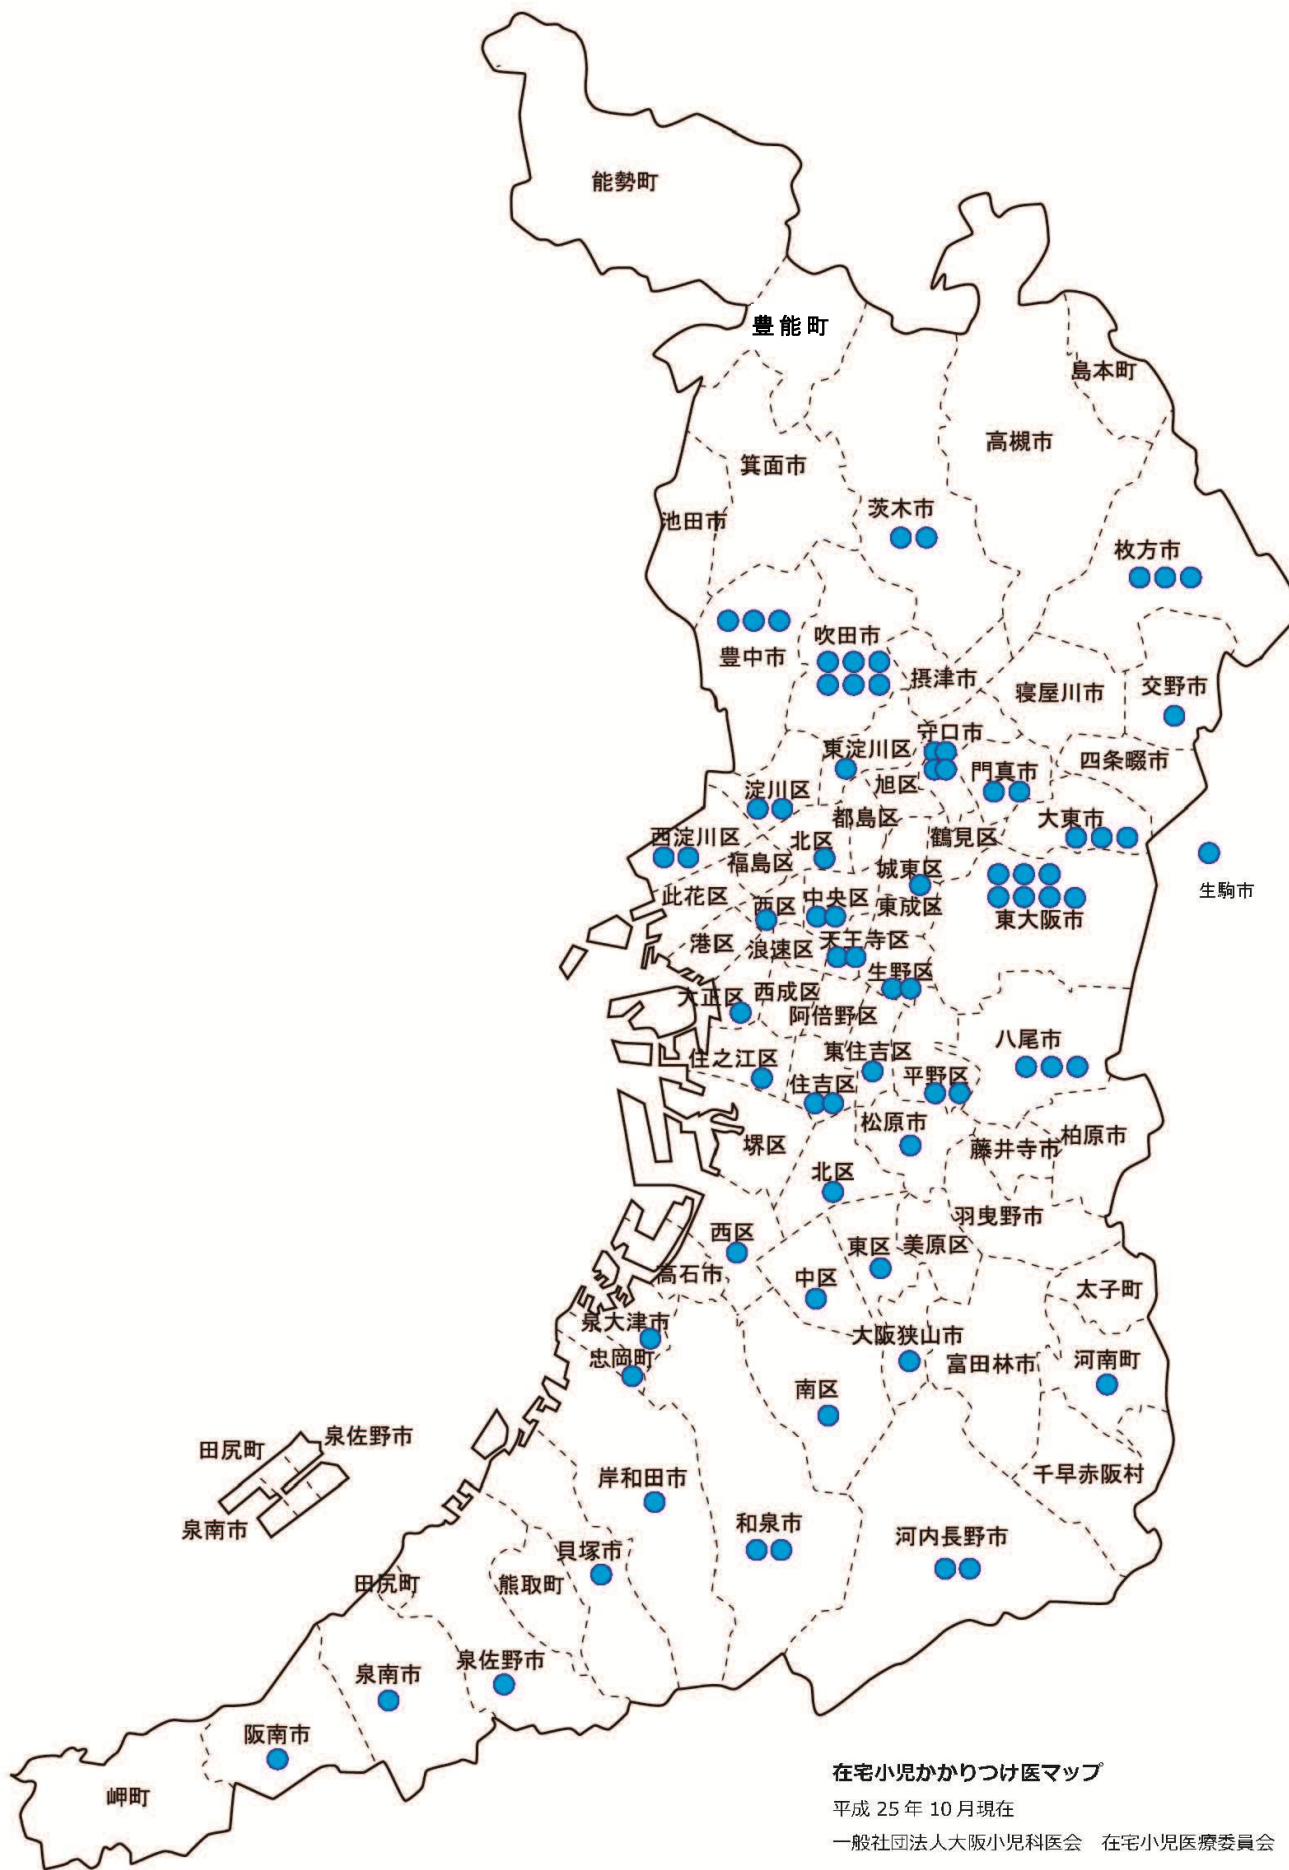 能勢町
豊能町
島本町
高槻市
箕面市
茨木市
池田市
枚方市
吹田市
豊中市
摂津市
寝屋川市
交野市
守口市
東淀川区
四条畷市
門真市
旭区
淀川区
都島区
大東市
鶴見区
西淀川区
北区
福島区
城東区
生駒市
此花区
西区
中央区
東成区
東大阪市
港区
浪速区
天王寺区
生野区
大正区
西成区
阿倍野区
八尾市
住之江区
東住吉区
平野区
住吉区
松原市
堺区
藤井寺市
柏原市
北区
羽曳野市
西区
東区
美原区
高石市
中区
太子町
泉大津市
大阪狭山市
忠岡町
富田林市
河南町
南区
田尻町
泉佐野市
泉南市
岸和田市
千早赤阪村
和泉市
河内長野市
貝塚市
田尻町
熊取町
泉佐野市
泉南市
阪南市
岬町
在宅小児かかりつけ医マップ
平成 25 年 10 月現在
一般社団法人大阪小児科医会　在宅小児医療委員会